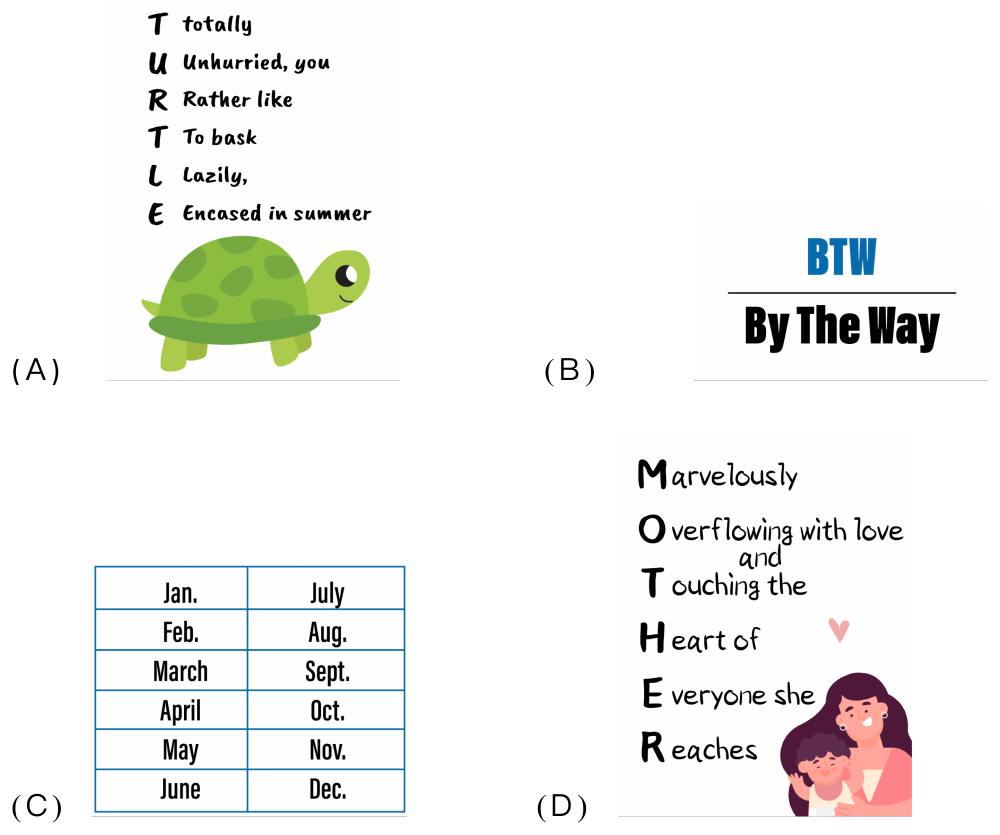 T totally
U Unhurried, you
R Rather like
T To bask
L Lazily,
E Encased in summer
(A)
BTW
By The Way
(B)
Jan. July
Feb. Aug.
March Sept.
April Oct.
May Nov.
June Dec.
(C)
Marvelously
Overflowing with love
and
Touching the
Heart of
Everyone she
Reaches
(D)